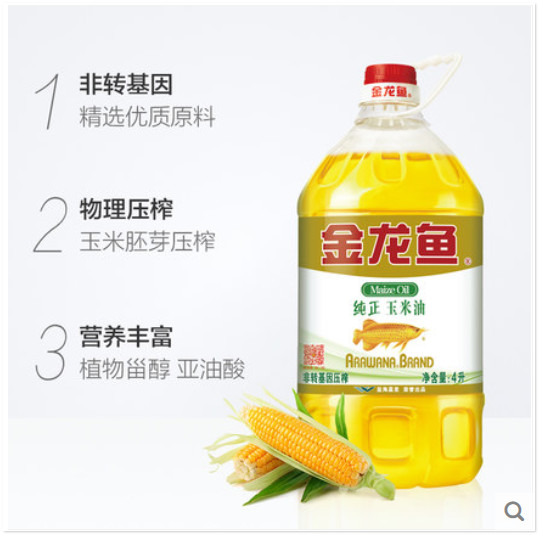 1 非转基因
精选优质原料
2 物理压榨
玉米胚芽压榨
3 营养丰富
植物甾醇 亚油酸
金龙鱼
金龙鱼
Maize Oil
纯正玉米油
ARAWANA BRAND
非转基因压榨
净含量:4升